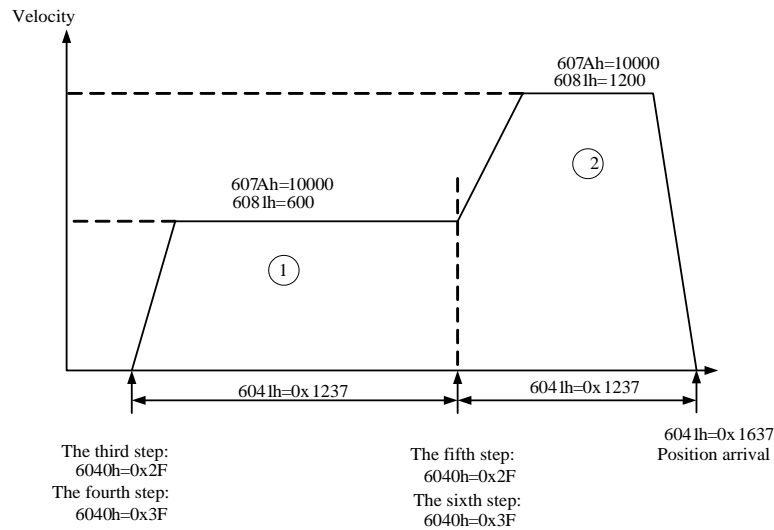 Velocity
607Ah=10000
6081h=1200
2
607Ah=10000
6081h=600
1
6041h=0x1237
6041h=0x1237
6041h=0x1637
Position arrival
The third step:
6040h=0x2F
The fourth step:
6040h=0x3F
The fifth step:
6040h=0x2F
The sixth step:
6040h=0x3F